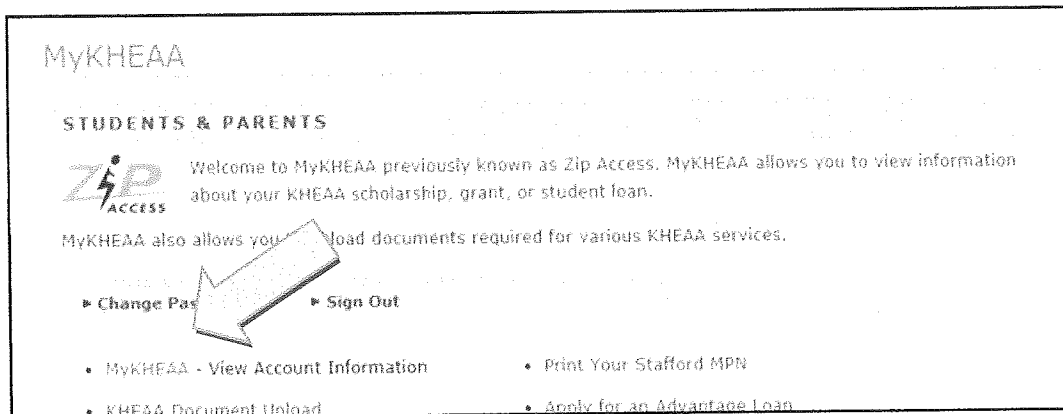 MyKHEAA
STUDENTS & PARENTS
ZiP
ACCESS
Welcome to MyKHEAA previously known as Zip Access. MyKHEAA allows you to view information
about your KHEAA scholarship, grant, or student loan.
MyKHEAA also allows you load documents required for various KHEAA services.
Change Pas
Sign Out
• MyKHEAA - View Account Information
• Print Your Stafford MPN
• KHEAA Document Upload
• Apply for an Advantage Loan